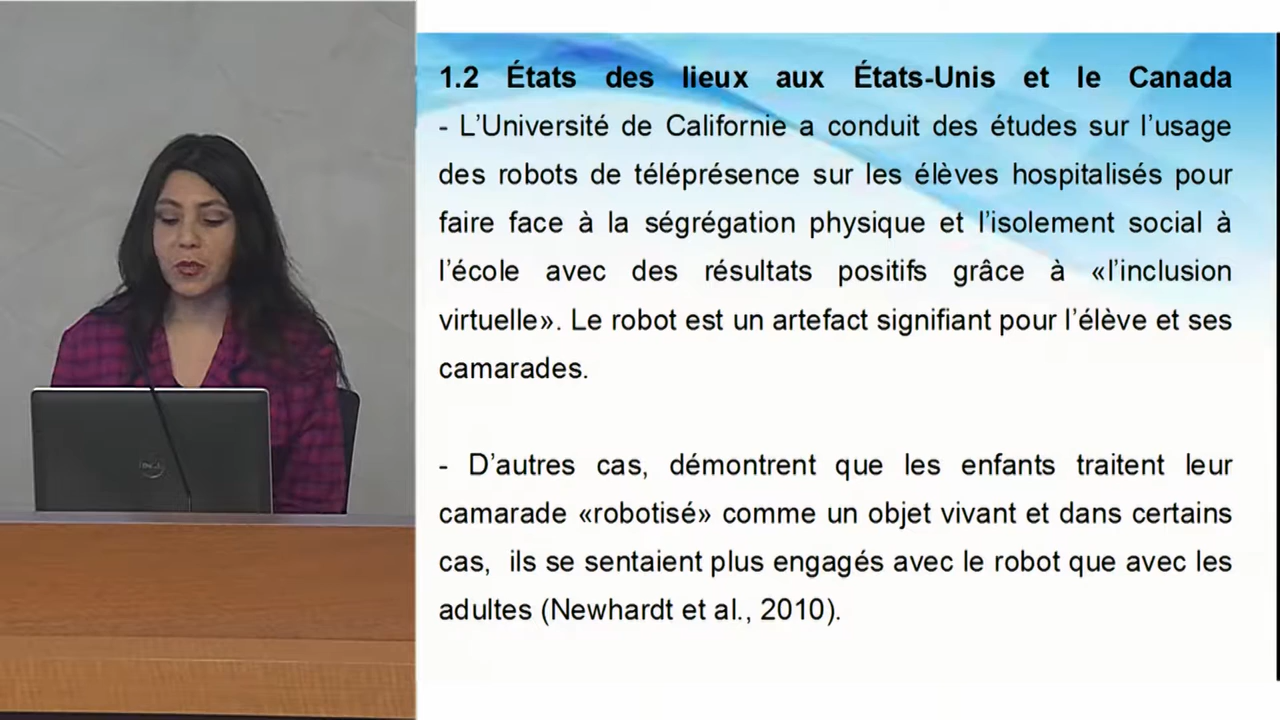 1.2 États des lieux aux États-Unis et le Canada
- L’Université de Californie a conduit des études sur l’usage
des robots de téléprésence sur les élèves hospitalisés pour
faire face à la ségrégation physique et l’isolement social à
l’école avec des résultats positifs grâce à «l’inclusion
virtuelle». Le robot est un artefact signifiant pour l’élève et ses
camarades.
- D’autres cas, démontrent que les enfants traitent leur
camarade «robotisé» comme un objet vivant et dans certains
cas, ils se sentaient plus engagés avec le robot que avec les
adultes (Newhardt et al., 2010).
DELL